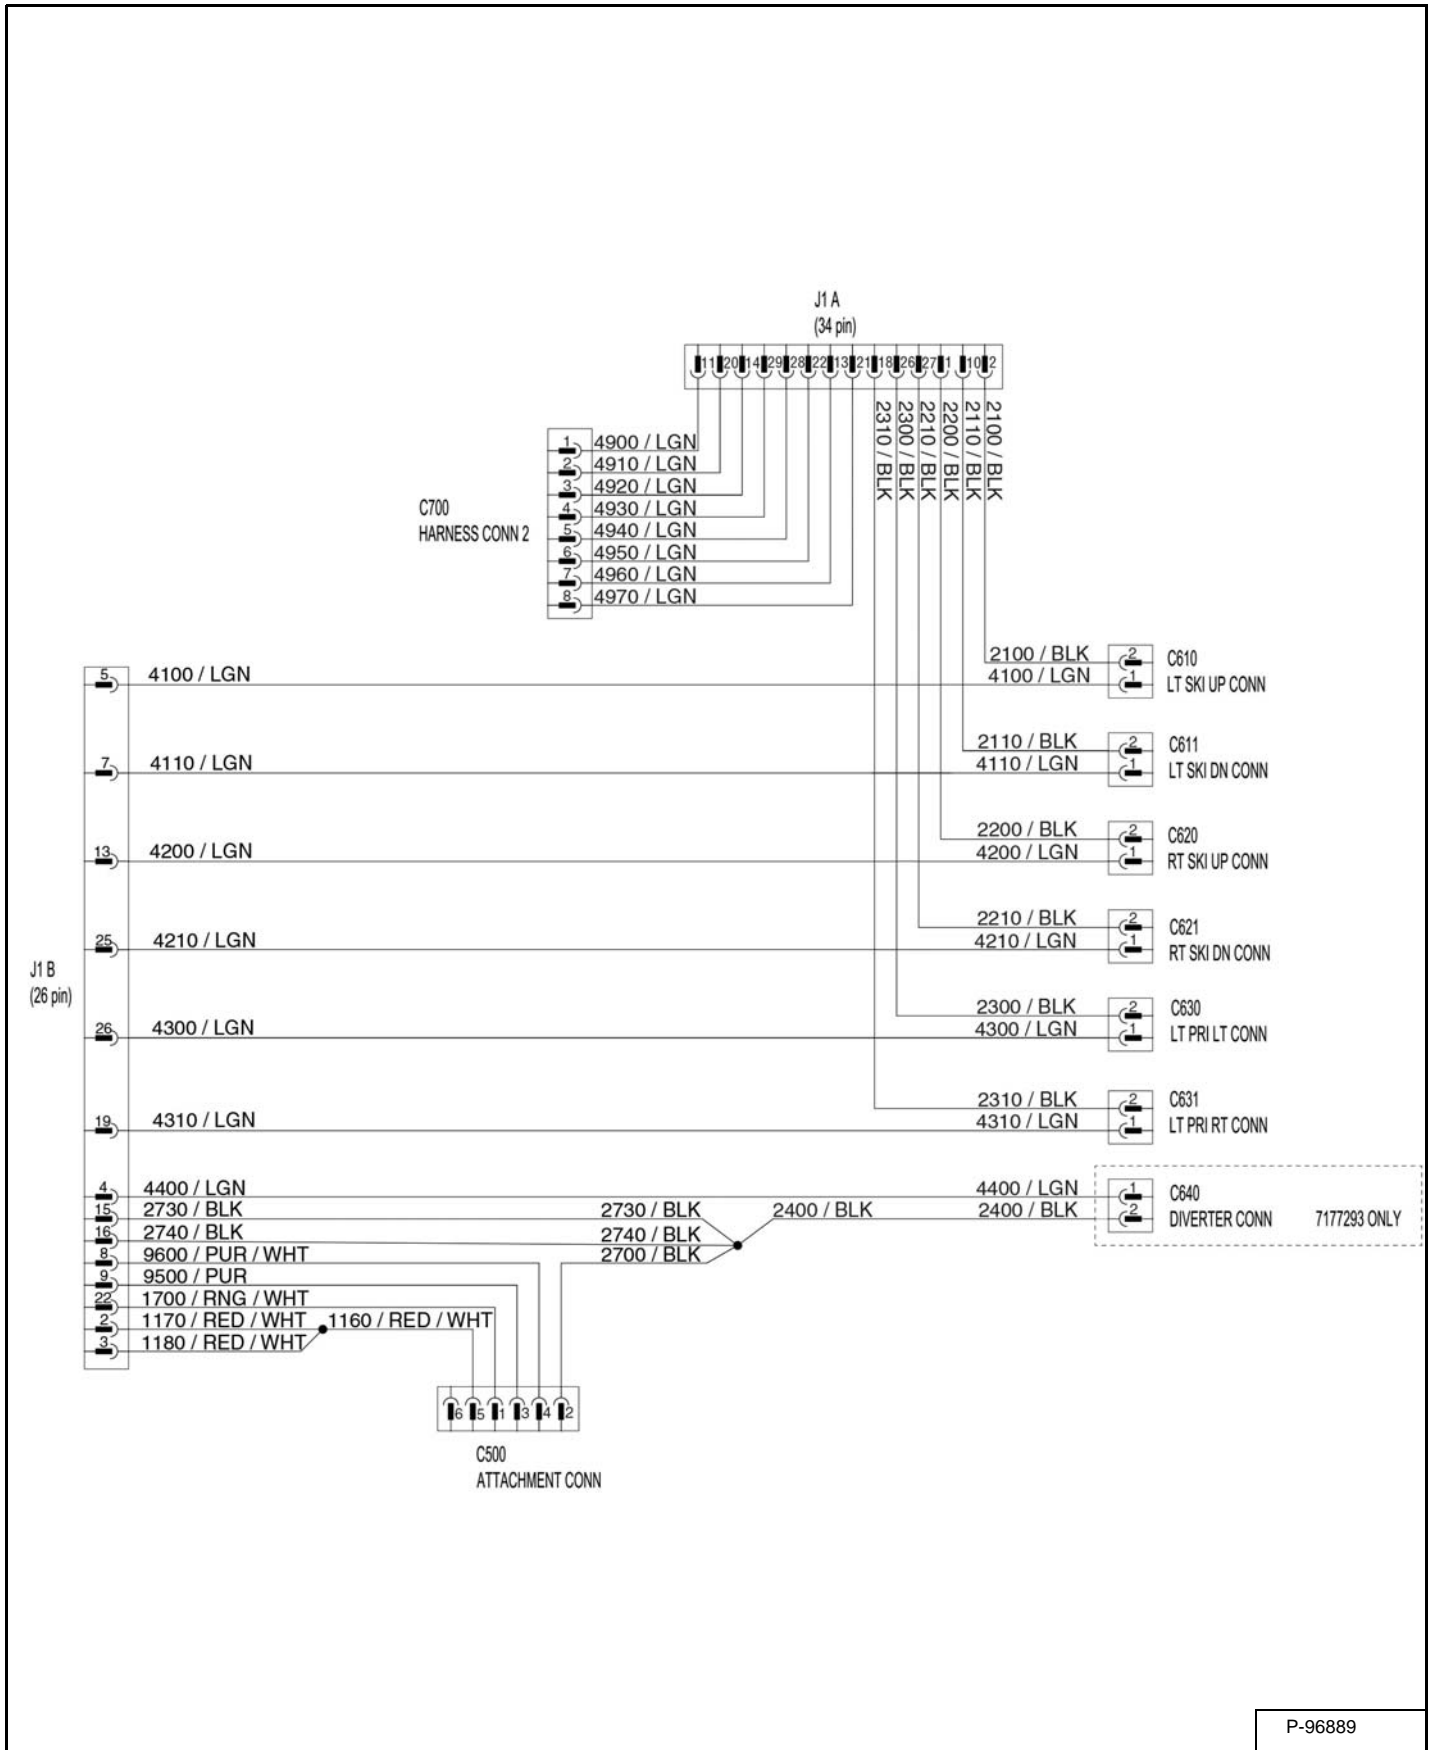 J1 A
(34 pin)
11 20 14 29 28 22 13 21 18 26 27 1 10 2
2310 / BLK
2300 / BLK
2210 / BLK
2200 / BLK
2110 / BLK
2100 / BLK
C700
HARNESS CONN 2
1 4900 / LGN
2 4910 / LGN
3 4920 / LGN
4 4930 / LGN
5 4940 / LGN
6 4950 / LGN
7 4960 / LGN
8 4970 / LGN
J1 B
(26 pin)
5 4100 / LGN
2100 / BLK 2
4100 / LGN 1
C610
LT SKI UP CONN
7 4110 / LGN
2110 / BLK 2
4110 / LGN 1
C611
LT SKI DN CONN
13 4200 / LGN
2200 / BLK 2
4200 / LGN 1
C620
RT SKI UP CONN
25 4210 / LGN
2210 / BLK 2
4210 / LGN 1
C621
RT SKI DN CONN
26 4300 / LGN
2300 / BLK 2
4300 / LGN 1
C630
LT PRI LT CONN
19 4310 / LGN
2310 / BLK 2
4310 / LGN 1
C631
LT PRI RT CONN
4 4400 / LGN 4400 / LGN 1
15 2730 / BLK 2730 / BLK 2400 / BLK 2400 / BLK 2
C640
DIVERTER CONN 7177293 ONLY
16 2740 / BLK 2740 / BLK
2700 / BLK
8 9600 / PUR / WHT
9 9500 / PUR
22 1700 / RNG / WHT
2 1170 / RED / WHT 1160 / RED / WHT
3 1180 / RED / WHT
6 5 1 3 4 2
C500
ATTACHMENT CONN
P-96889